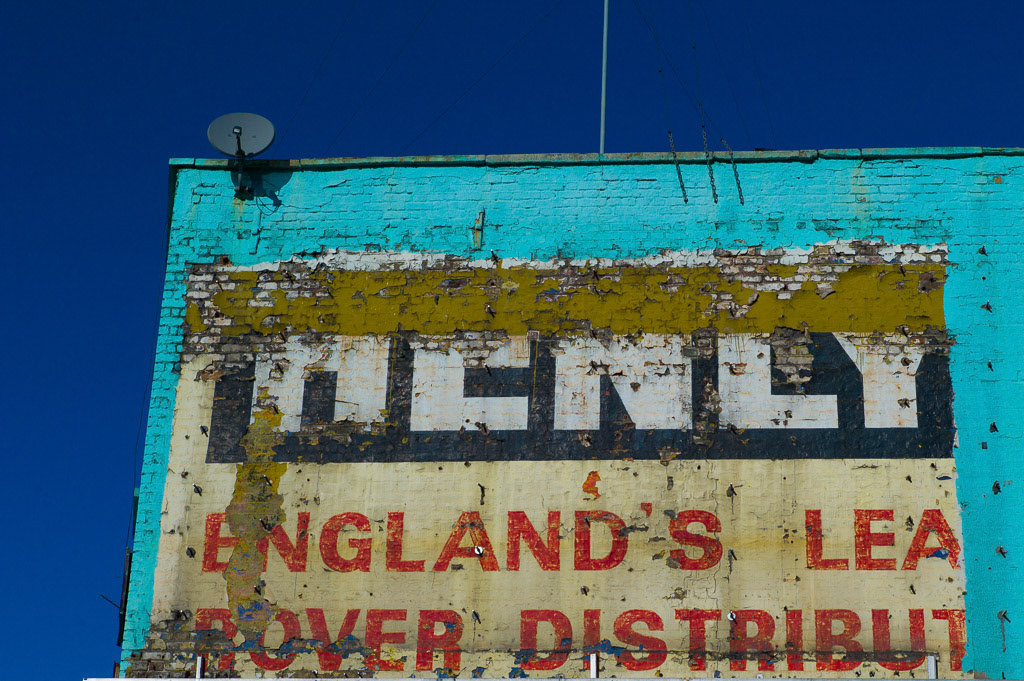 HENLY
ENGLAND'S LEA
ROVER DISTRIBUT